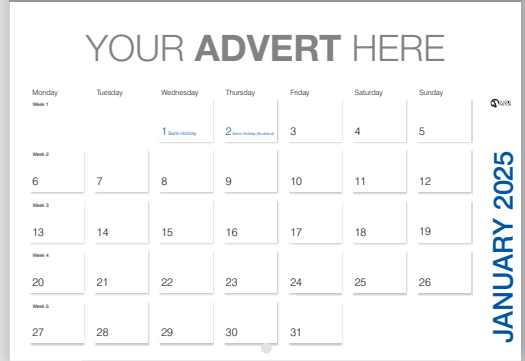 YOUR ADVERT HERE
Monday Tuesday Wednesday Thursday Friday Saturday Sunday
Week 1
1 Bank Holiday 2 Bank Holiday (Scotland) 3 4 5
Week 2
6 7 8 9 10 11 12
Week 3
13 14 15 16 17 18 19
Week 4
20 21 22 23 24 25 26
Week 5
27 28 29 30 31
JANUARY 2025